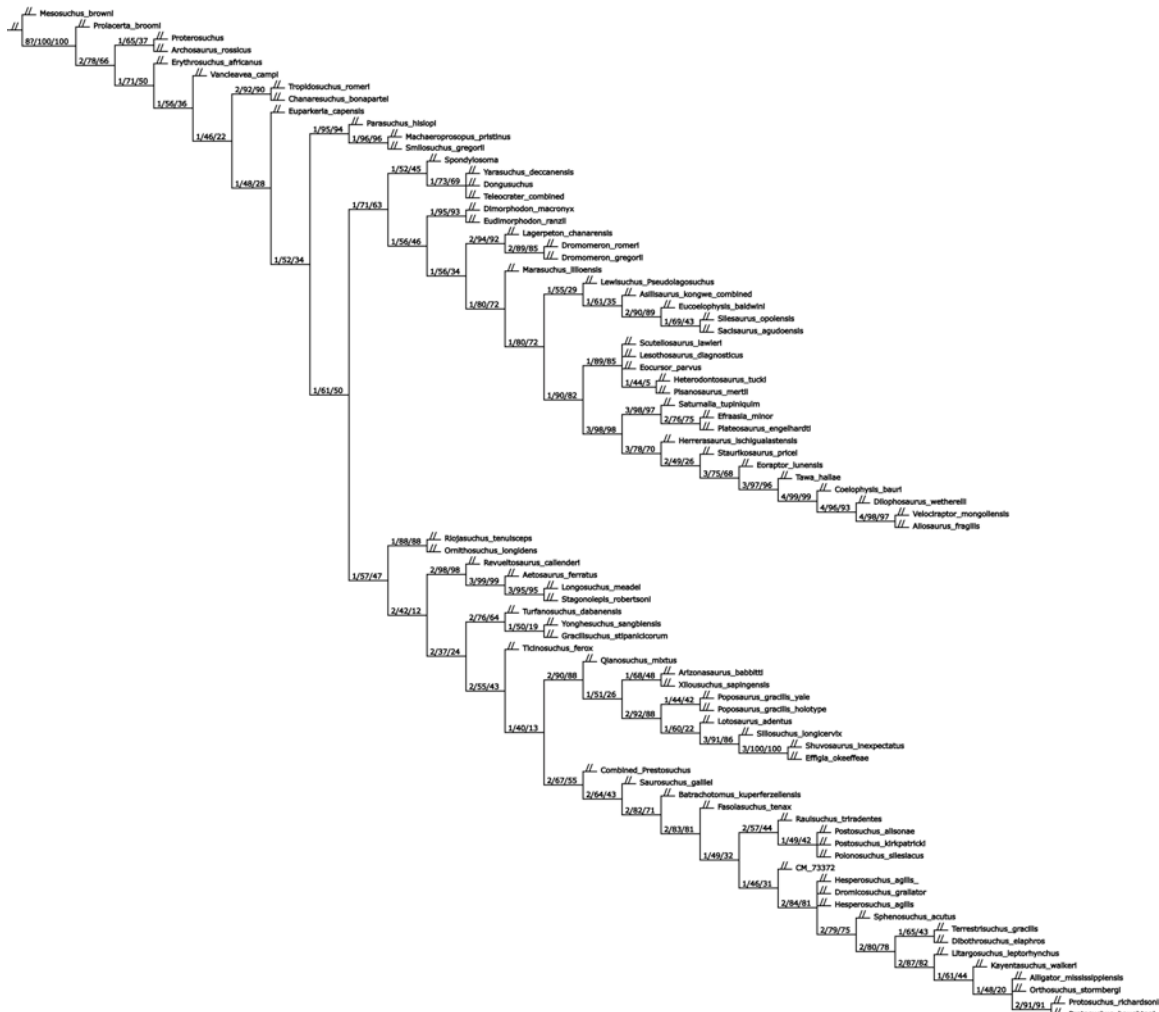 Mesosuchus_browni
Prolacerta_broomi
8?/100/100
1/65/37 Proterosuchus
2/78/66 Archosaurus_rossicus
Erythrosuchus_africanus
1/71/50 Vancleavea_campi
1/56/36 2/92/90 Tropidosuchus_romeri
Chanaresuchus_bonapartei
Euparkeria_capensis
1/46/22 1/95/94 Parasuchus_hislopi
1/96/96 Machaeroprosopus_pristinus
Smilosuchus_gregorii
1/52/45 Spondylosoma
1/48/28 1/73/69 Yarasuchus_deccanensis
Dongusuchus
Teleocrater_combined
1/71/63 1/95/93 Dimorphodon_macronyx
Eudimorphodon_ranzii
2/94/92 Lagerpeton_chanarensis
1/56/46 2/89/85 Dromomeron_romeri
Dromomeron_gregorii
1/52/34 1/56/34 Marasuchus_lilloensis
1/55/29 Lewisuchus_Pseudolagosuchus
1/61/35 Asilisaurus_kongwe_combined
1/80/72 2/90/89 Eucoelophysis_baldwini
1/69/43 Silesaurus_opolensis
Sacisaurus_agudoensis
1/80/72 Scutellosaurus_lawleri
1/89/85 Lesothosaurus_diagnosticus
Eocursor_parvus
1/44/5 Heterodontosaurus_tucki
1/61/50 Pisanosaurus_mertii
1/90/82 3/98/97 Saturnalia_tupiniquim
2/76/75 Efraasia_minor
Plateosaurus_engelhardti
3/98/98 Herrerasaurus_ischigualastensis
3/78/70 Staurikosaurus_pricei
2/49/26 Eoraptor_lunensis
3/75/68 Tawa_hallae
3/97/96 Coelophysis_bauri
4/99/99 Dilophosaurus_wetherilli
4/96/93 Velociraptor_mongoliensis
4/98/97 Allosaurus_fragilis
1/88/88 Riojasuchus_tenuisceps
Ornithosuchus_longidens
2/98/98 Revueltosaurus_callenderi
1/57/47 3/99/99 Aetosaurus_ferratus
3/95/95 Longosuchus_meadei
Stagonolepis_robertsoni
2/42/12 2/76/64 Turfanosuchus_dabanensis
1/50/19 Yonghesuchus_sangbiensis
Gracilisuchus_stipanicicorum
2/37/24 Ticinosuchus_ferox
2/90/88 Qianosuchus_mixtus
2/55/43 1/68/48 Arizonasaurus_babbitti
1/51/26 Xilousuchus_sapingensis
1/44/42 Poposaurus_gracilis_yale
2/92/88 Poposaurus_gracilis_holotype
1/40/13 1/60/22 Lotosaurus_adentus
3/91/86 Sillosuchus_longicervix
3/100/100 Shuvosaurus_inexpectatus
Effigia_okeeffeae
2/67/55 Combined_Prestosuchus
2/64/43 Saurosuchus_galilei
2/82/71 Batrachotomus_kuperferzellensis
2/83/81 Fasolasuchus_tenax
2/57/44 Rauisuchus_triradentes
1/49/42 Postosuchus_alisonae
1/49/32 Postosuchus_kirkpatricki
Polonosuchus_silesiacus
CM_73372
1/46/31 Hesperosuchus_agilis_
2/84/81 Dromicosuchus_grallator
Hesperosuchus_agilis
2/79/75 Sphenosuchus_acutus
1/65/43 Terrestrisuchus_gracilis
2/80/78 Dibothrosuchus_elaphros
2/87/82 Litargosuchus_leptorhynchus
1/61/44 Kayentasuchus_walkeri
1/48/20 Alligator_mississippiensis
Orthosuchus_stormbergi
2/91/91 Protosuchus_richardsoni